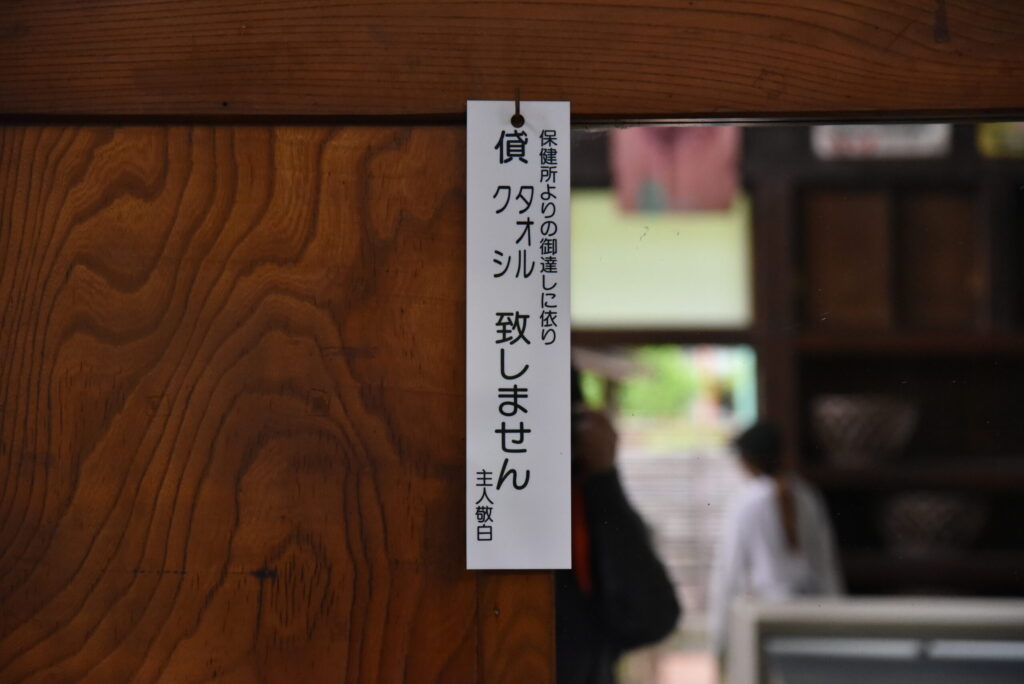 保健所よりの御達しに依り
貸 タオル クシ 致しません
主人敬白